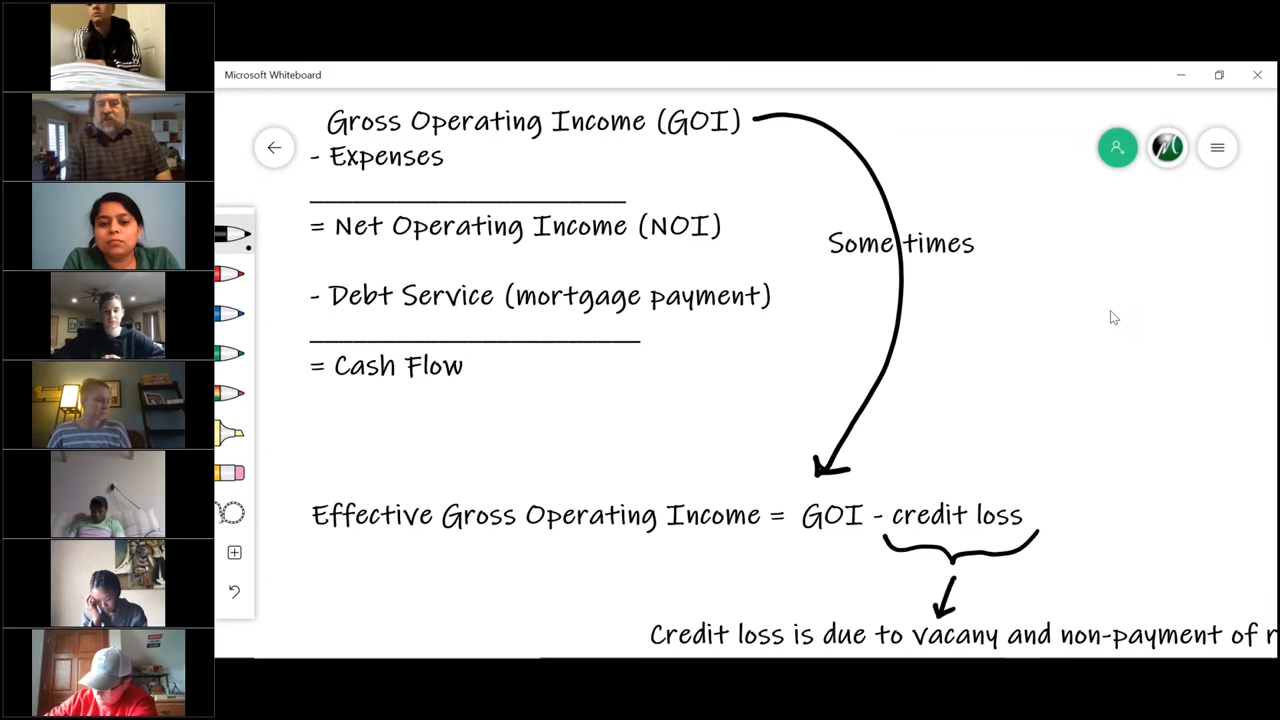 Microsoft Whiteboard
Gross Operating Income (GOI)
- Expenses
= Net Operating Income (NOI)
Some times
- Debt Service (mortgage payment)
= Cash Flow
Effective Gross Operating Income = GOI - credit loss
Credit loss is due to vacany and non-payment of